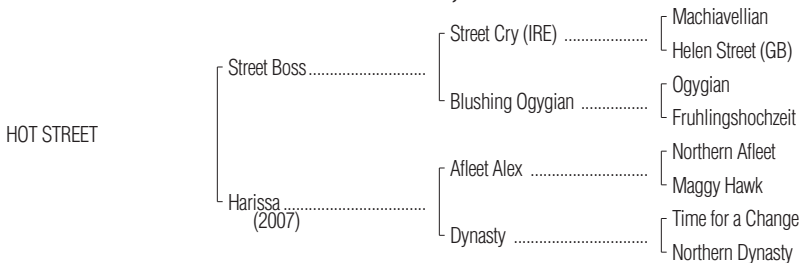 Machiavellian
Street Cry (IRE) ....................
Helen Street (GB)
Street Boss............................
Ogygian
Blushing Ogygian ................
Fruhlingshochzeit
HOT STREET
Northern Afleet
Afleet Alex ............................
Maggy Hawk
Harissa ..................................
(2007)
Time for a Change
Dynasty ................................
Northern Dynasty